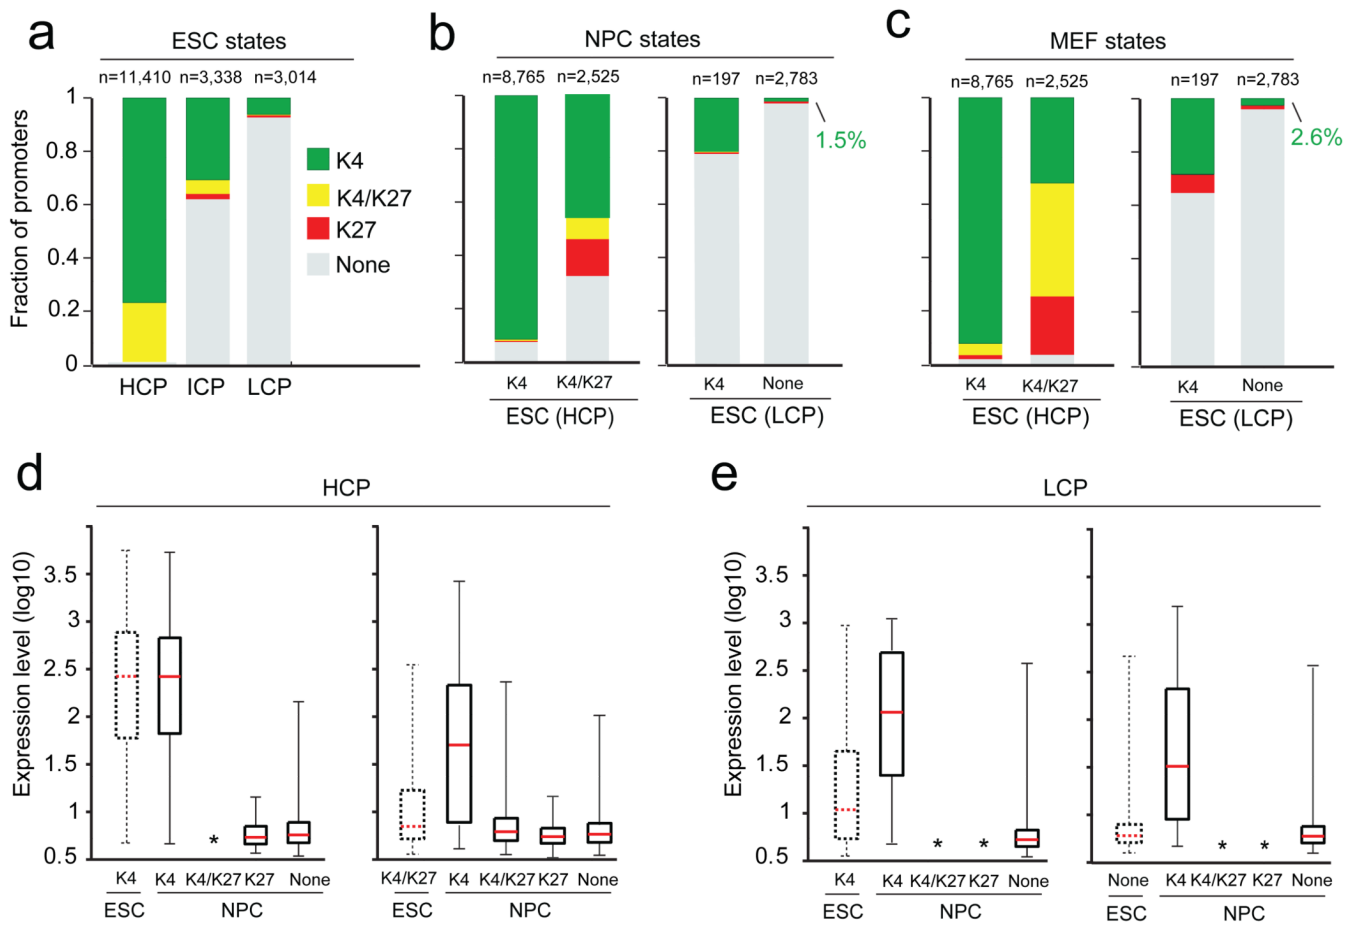 a
ESC states
n=11,410 n=3,338 n=3,014
Fraction of promoters
1
0.8
0.6
0.4
0.2
0
K4
K4/K27
K27
None
HCP ICP LCP
b
NPC states
n=8,765 n=2,525
n=197 n=2,783
1.5%
K4 K4/K27
ESC (HCP)
K4 None
ESC (LCP)
c
MEF states
n=8,765 n=2,525
n=197 n=2,783
2.6%
K4 K4/K27
ESC (HCP)
K4 None
ESC (LCP)
d
HCP
Expression level (log10)
3.5
3
2.5
2
1.5
1
0.5
*
K4 K4 K4/K27 K27 None
ESC NPC
K4/K27 K4 K4/K27 K27 None
ESC NPC
e
LCP
Expression level (log10)
3.5
3
2.5
2
1.5
1
0.5
* *
K4 K4 K4/K27 K27 None
ESC NPC
* *
None K4 K4/K27 K27 None
ESC NPC